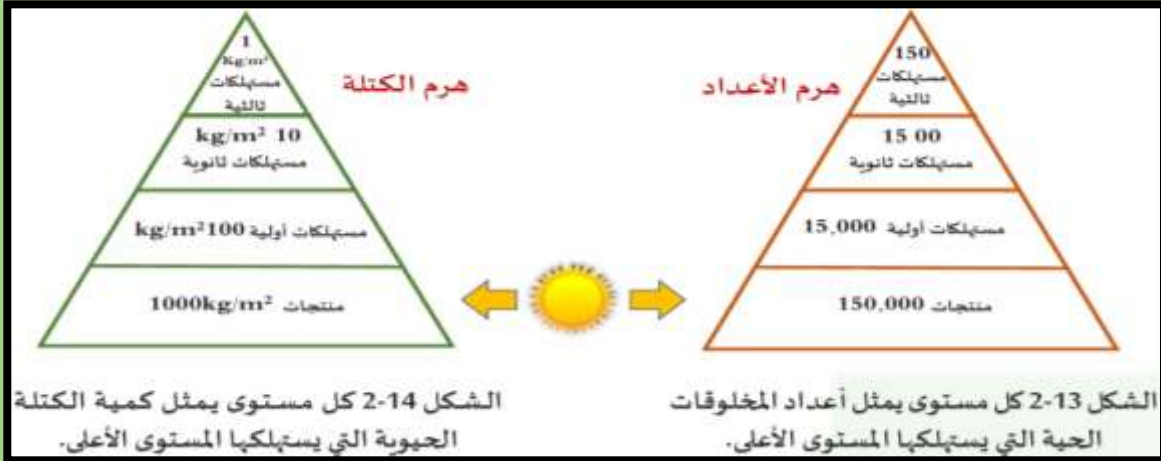 هرم الأعداد
150
مستهلكات
ثالثية
15 00
مستهلكات ثانوية
مستهلكات أولية 15,000
منتجات 150,000
الشكل 13-2 كل مستوى يمثل أعداد المخلوقات
الحية التي يستهلكها المستوى الأعلى.
هرم الكتلة
1
Kg/m²
مستهلكات
ثالثية
kg/m² 10
مستهلكات ثانوية
مستهلكات أولية kg/m²100
منتجات 1000kg/m²
الشكل 14-2 كل مستوى يمثل كمية الكتلة
الحيوية التي يستهلكها المستوى الأعلى.